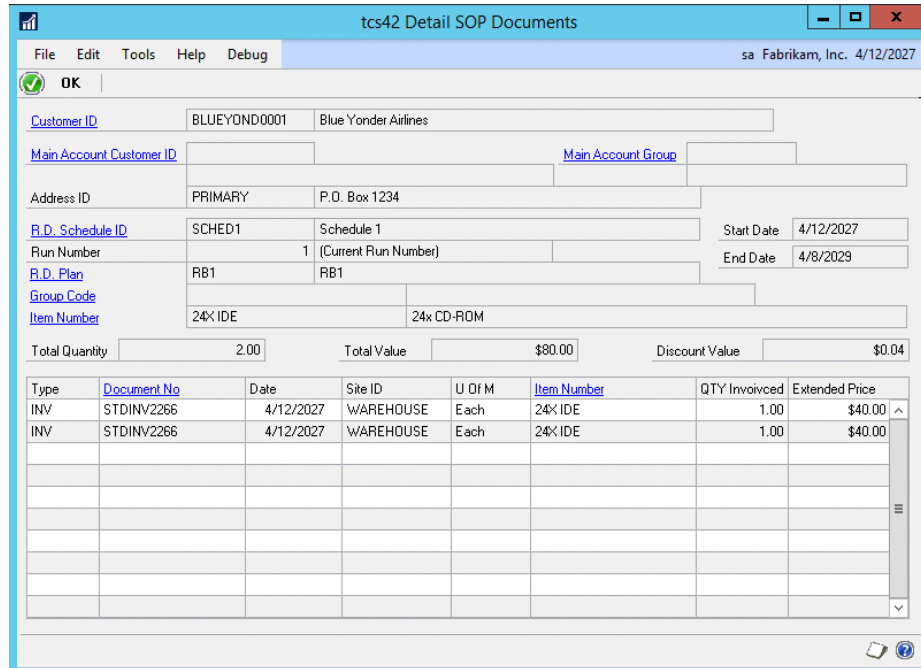 tcs42 Detail SOP Documents
File Edit Tools Help Debug sa Fabrikam, Inc. 4/12/2027
OK
Customer ID BLUEYOND0001 Blue Yonder Airlines
Main Account Customer ID Main Account Group
Address ID PRIMARY P.O. Box 1234
R.D. Schedule ID SCHED1 Schedule 1 Start Date 4/12/2027
Run Number 1 (Current Run Number) End Date 4/8/2029
R.D. Plan RB1 RB1
Group Code
Item Number 24X IDE 24x CD-ROM
Total Quantity 2.00 Total Value $80.00 Discount Value $0.04
Type Document No Date Site ID U Of M Item Number QTY Invoivced Extended Price
INV STDINV2266 4/12/2027 WAREHOUSE Each 24X IDE 1.00 $40.00
INV STDINV2266 4/12/2027 WAREHOUSE Each 24X IDE 1.00 $40.00